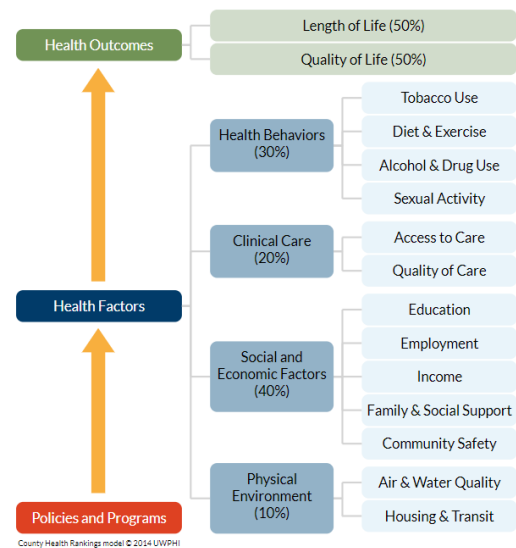 Health Outcomes
Length of Life (50%)
Quality of Life (50%)
Health Factors
Health Behaviors
(30%)
Tobacco Use
Diet & Exercise
Alcohol & Drug Use
Sexual Activity
Clinical Care
(20%)
Access to Care
Quality of Care
Social and
Economic Factors
(40%)
Education
Employment
Income
Family & Social Support
Community Safety
Physical
Environment
(10%)
Air & Water Quality
Housing & Transit
Policies and Programs
County Health Rankings model © 2014 UWPHI